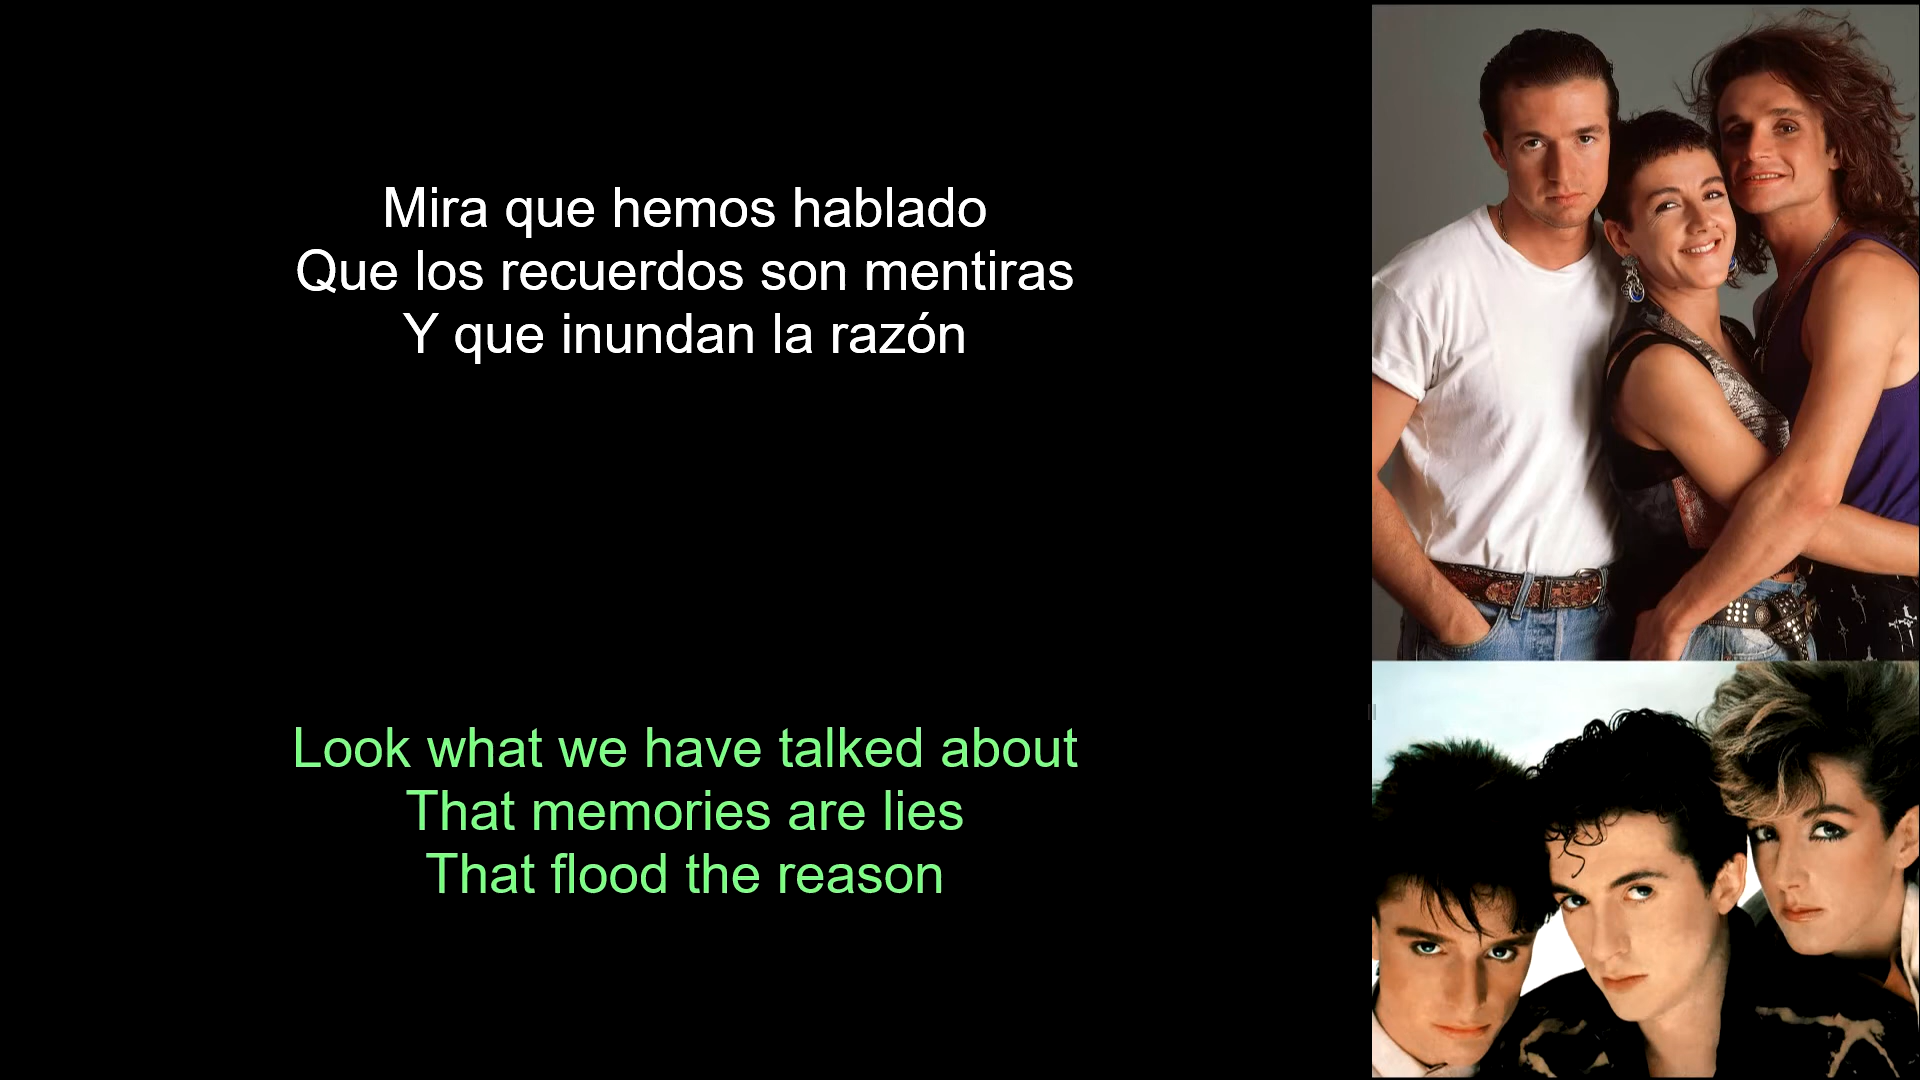 Mira que hemos hablado
Que los recuerdos son mentiras
Y que inundan la razón
Look what we have talked about
That memories are lies
That flood the reason